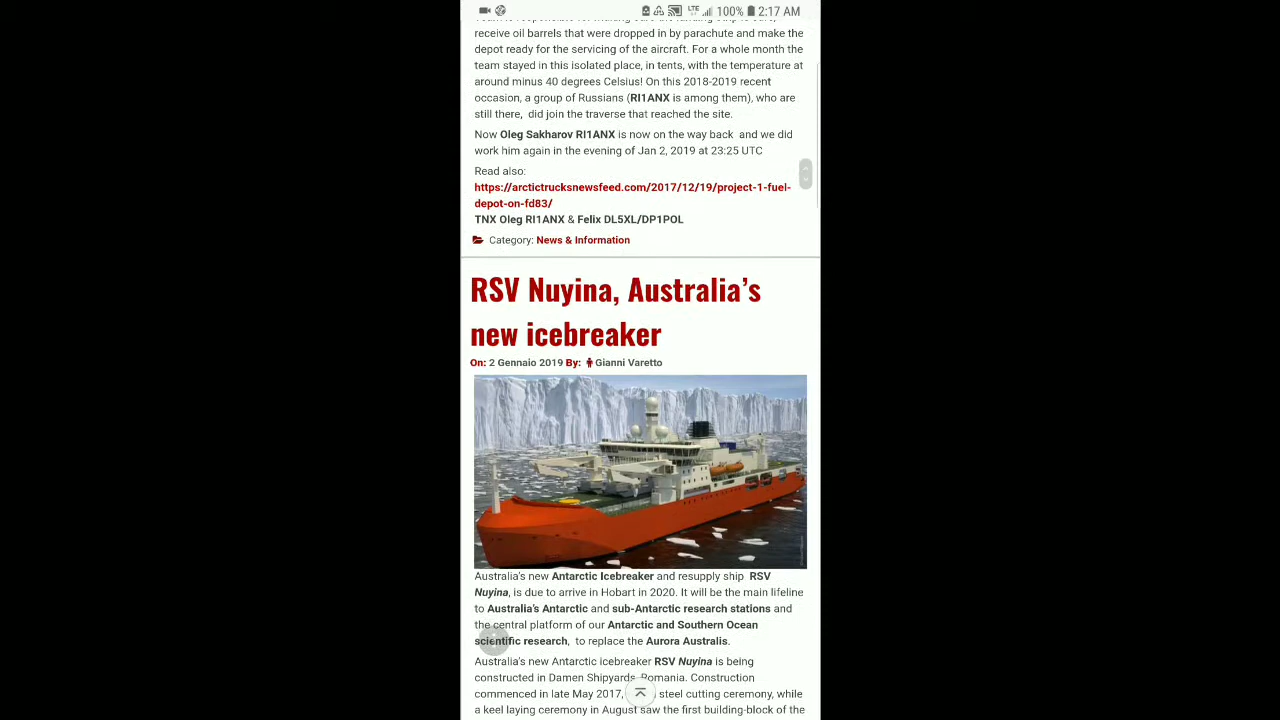 LTE 100% 2:17 AM
receive oil barrels that were dropped in by parachute and make the
depot ready for the servicing of the aircraft. For a whole month the
team stayed in this isolated place, in tents, with the temperature at
around minus 40 degrees Celsius! On this 2018-2019 recent
occasion, a group of Russians (RI1ANX is among them), who are
still there, did join the traverse that reached the site.
Now Oleg Sakharov RI1ANX is now on the way back and we did
work him again in the evening of Jan 2, 2019 at 23:25 UTC
Read also:
https://arctictrucksnewsfeed.com/2017/12/19/project-1-fuel-
depot-on-fd83/
TNX Oleg RI1ANX & Felix DL5XL/DP1POL
Category: News & Information
RSV Nuyina, Australia's
new icebreaker
On: 2 Gennaio 2019 By: Gianni Varetto
Australia's new Antarctic Icebreaker and resupply ship RSV
Nuyina, is due to arrive in Hobart in 2020. It will be the main lifeline
to Australia's Antarctic and sub-Antarctic research stations and
the central platform of our Antarctic and Southern Ocean
scientific research, to replace the Aurora Australis.
Australia's new Antarctic icebreaker RSV Nuyina is being
constructed in Damen Shipyards, Romania. Construction
commenced in late May 2017, steel cutting ceremony, while
a keel laying ceremony in August saw the first building-block of the